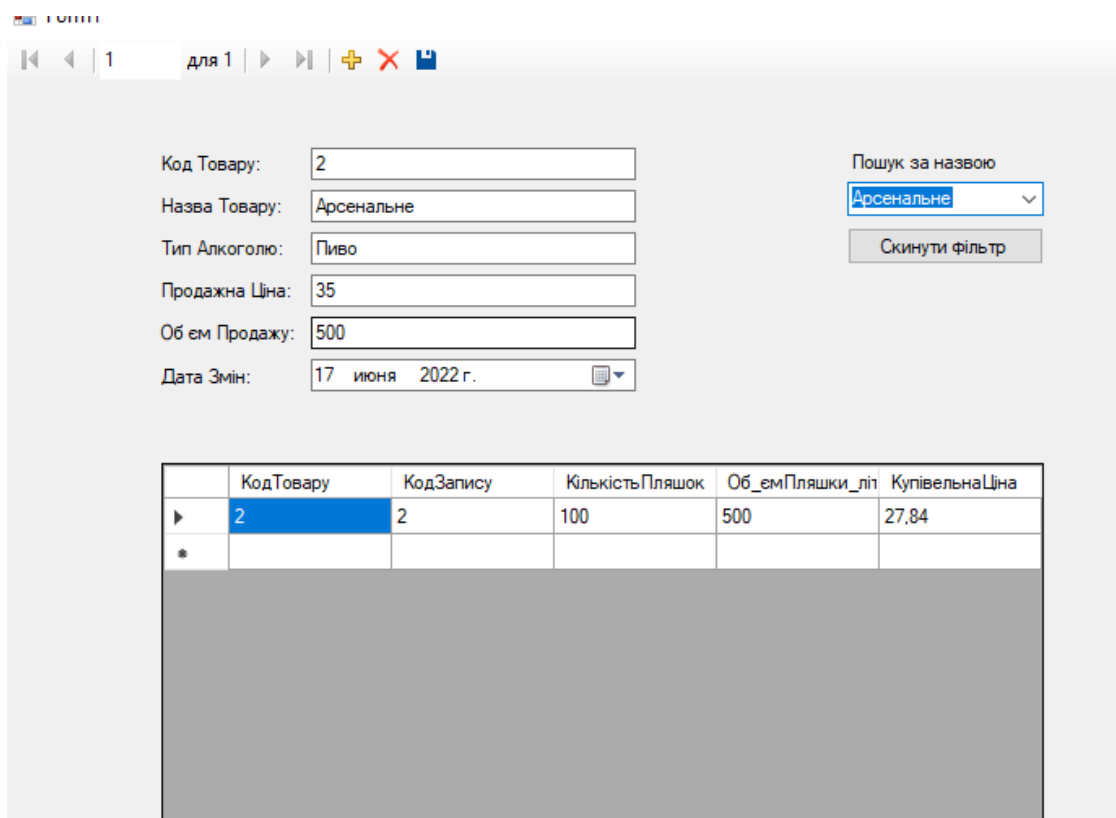 1 для 1
Код Товару: 2
Назва Товару: Арсенальне
Тип Алкоголю: Пиво
Продажна Ціна: 35
Об єм Продажу: 500
Дата Змін: 17 июня 2022 г.
Пошук за назвою
Арсенальне
Скинути фільтр
КодТовару КодЗапису КількістьПляшок Об_ємПляшки_літ КупівельнаЦіна
2 2 100 500 27,84